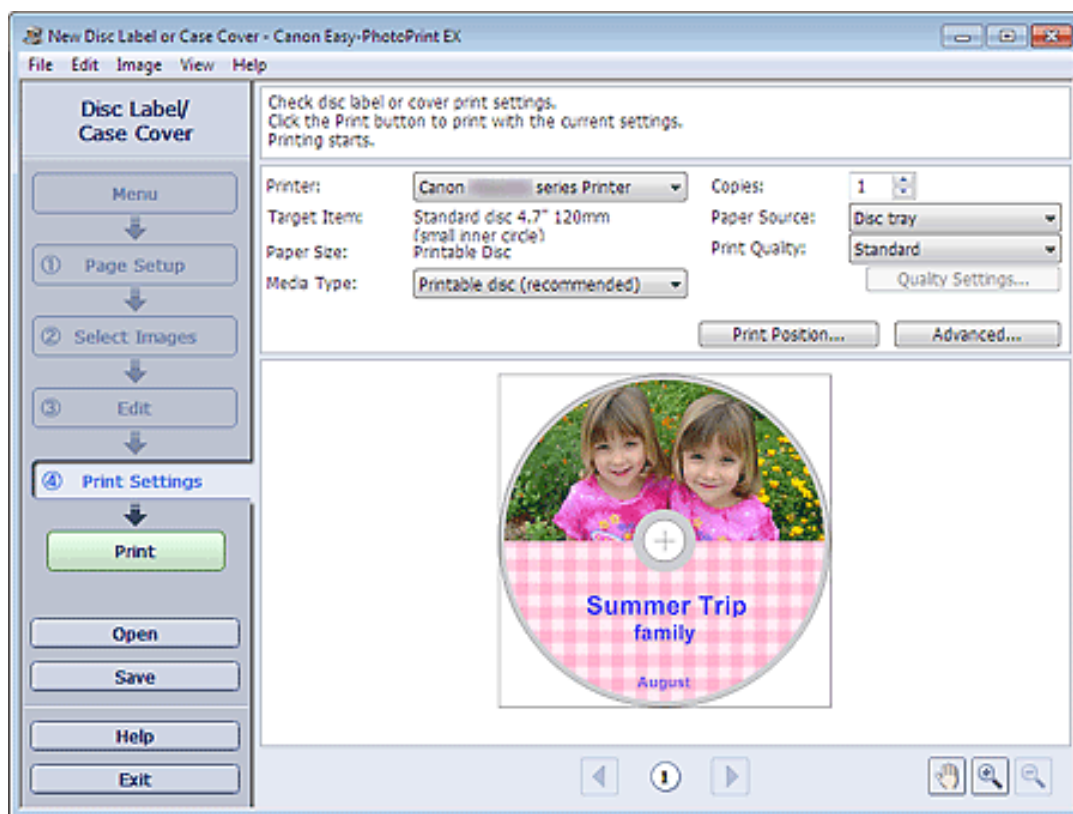 New Disc Label or Case Cover - Canon Easy-PhotoPrint EX
File Edit Image View Help
Disc Label/
Case Cover
Menu
① Page Setup
② Select Images
③ Edit
④ Print Settings
Print
Open
Save
Help
Exit
Check disc label or cover print settings.
Click the Print button to print with the current settings.
Printing starts.
Printer: Canon series Printer
Copies: 1
Target Item: Standard disc 4.7" 120mm
(small inner circle)
Paper Source: Disc tray
Paper Size: Printable Disc
Print Quality: Standard
Media Type: Printable disc (recommended)
Quality Settings...
Print Position... Advanced...
Summer Trip
family
August
1